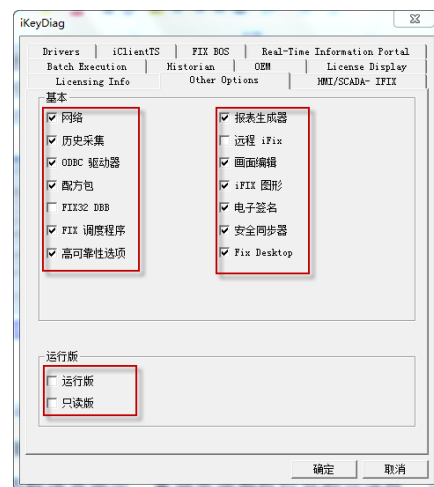 iKeyDiag
Drivers iClientTS FIX BOS Real-Time Information Portal
Batch Execution Historian OEM License Display
Licensing Info Other Options HMI/SCADA- IFIX
基本
网络 报表生成器
历史采集 远程 iFix
ODBC 驱动器 画面编辑
配方包 iFIX 图形
FIX32 DBB 电子签名
FIX 调度程序 安全同步器
高可靠性选项 Fix Desktop
运行版
运行版
只读版
确定 取消